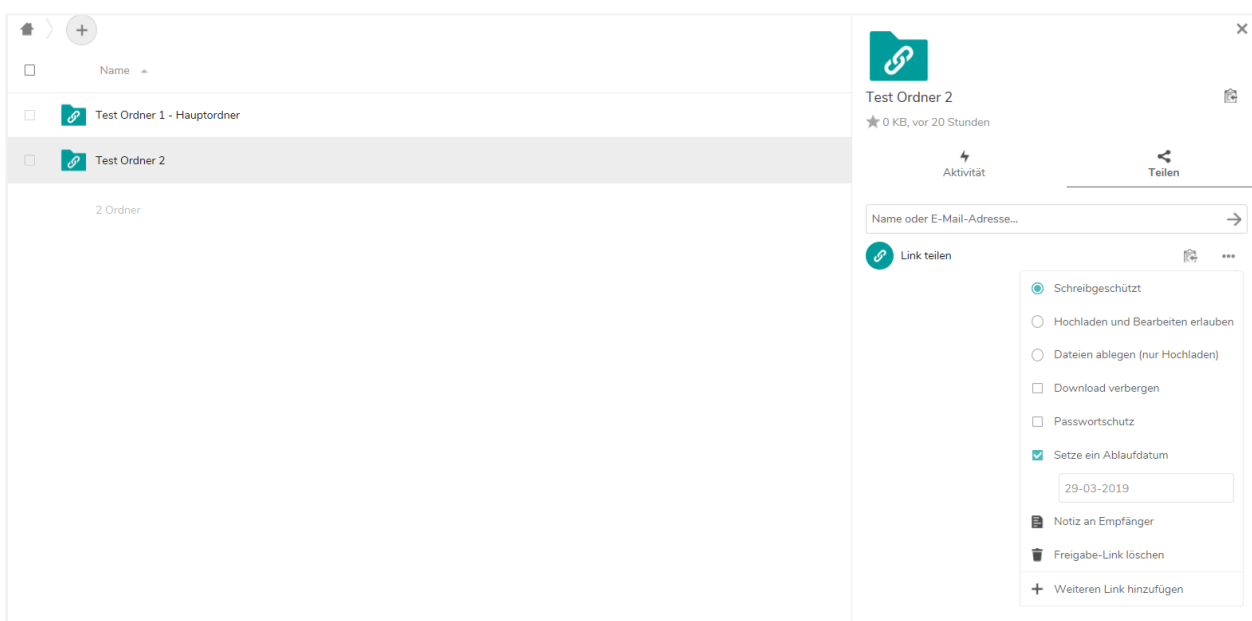 Name
Test Ordner 1 - Hauptordner
Test Ordner 2
2 Ordner
Test Ordner 2
0 KB, vor 20 Stunden
Aktivität
Teilen
Name oder E-Mail-Adresse...
Link teilen
Schreibgeschützt
Hochladen und Bearbeiten erlauben
Dateien ablegen (nur Hochladen)
Download verbergen
Passwortschutz
Setze ein Ablaufdatum
29-03-2019
Notiz an Empfänger
Freigabe-Link löschen
Weiteren Link hinzufügen